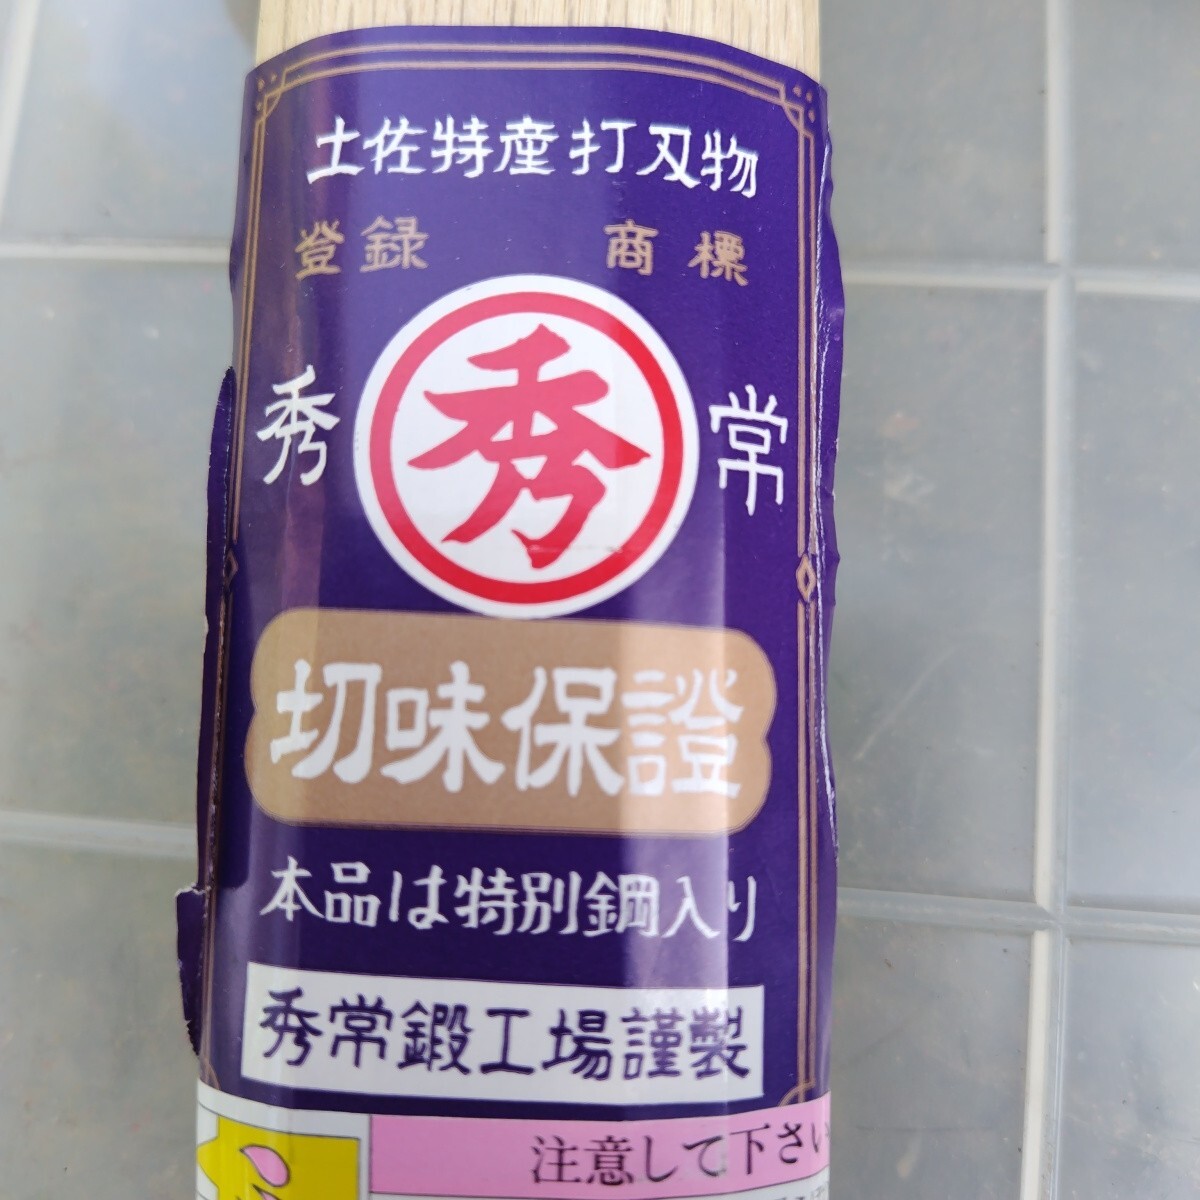 土佐特産打刃物
登録 商標
秀 秀 常
切味保證
本品は特別鋼入り
秀常鍛工場謹製
注意して下さい